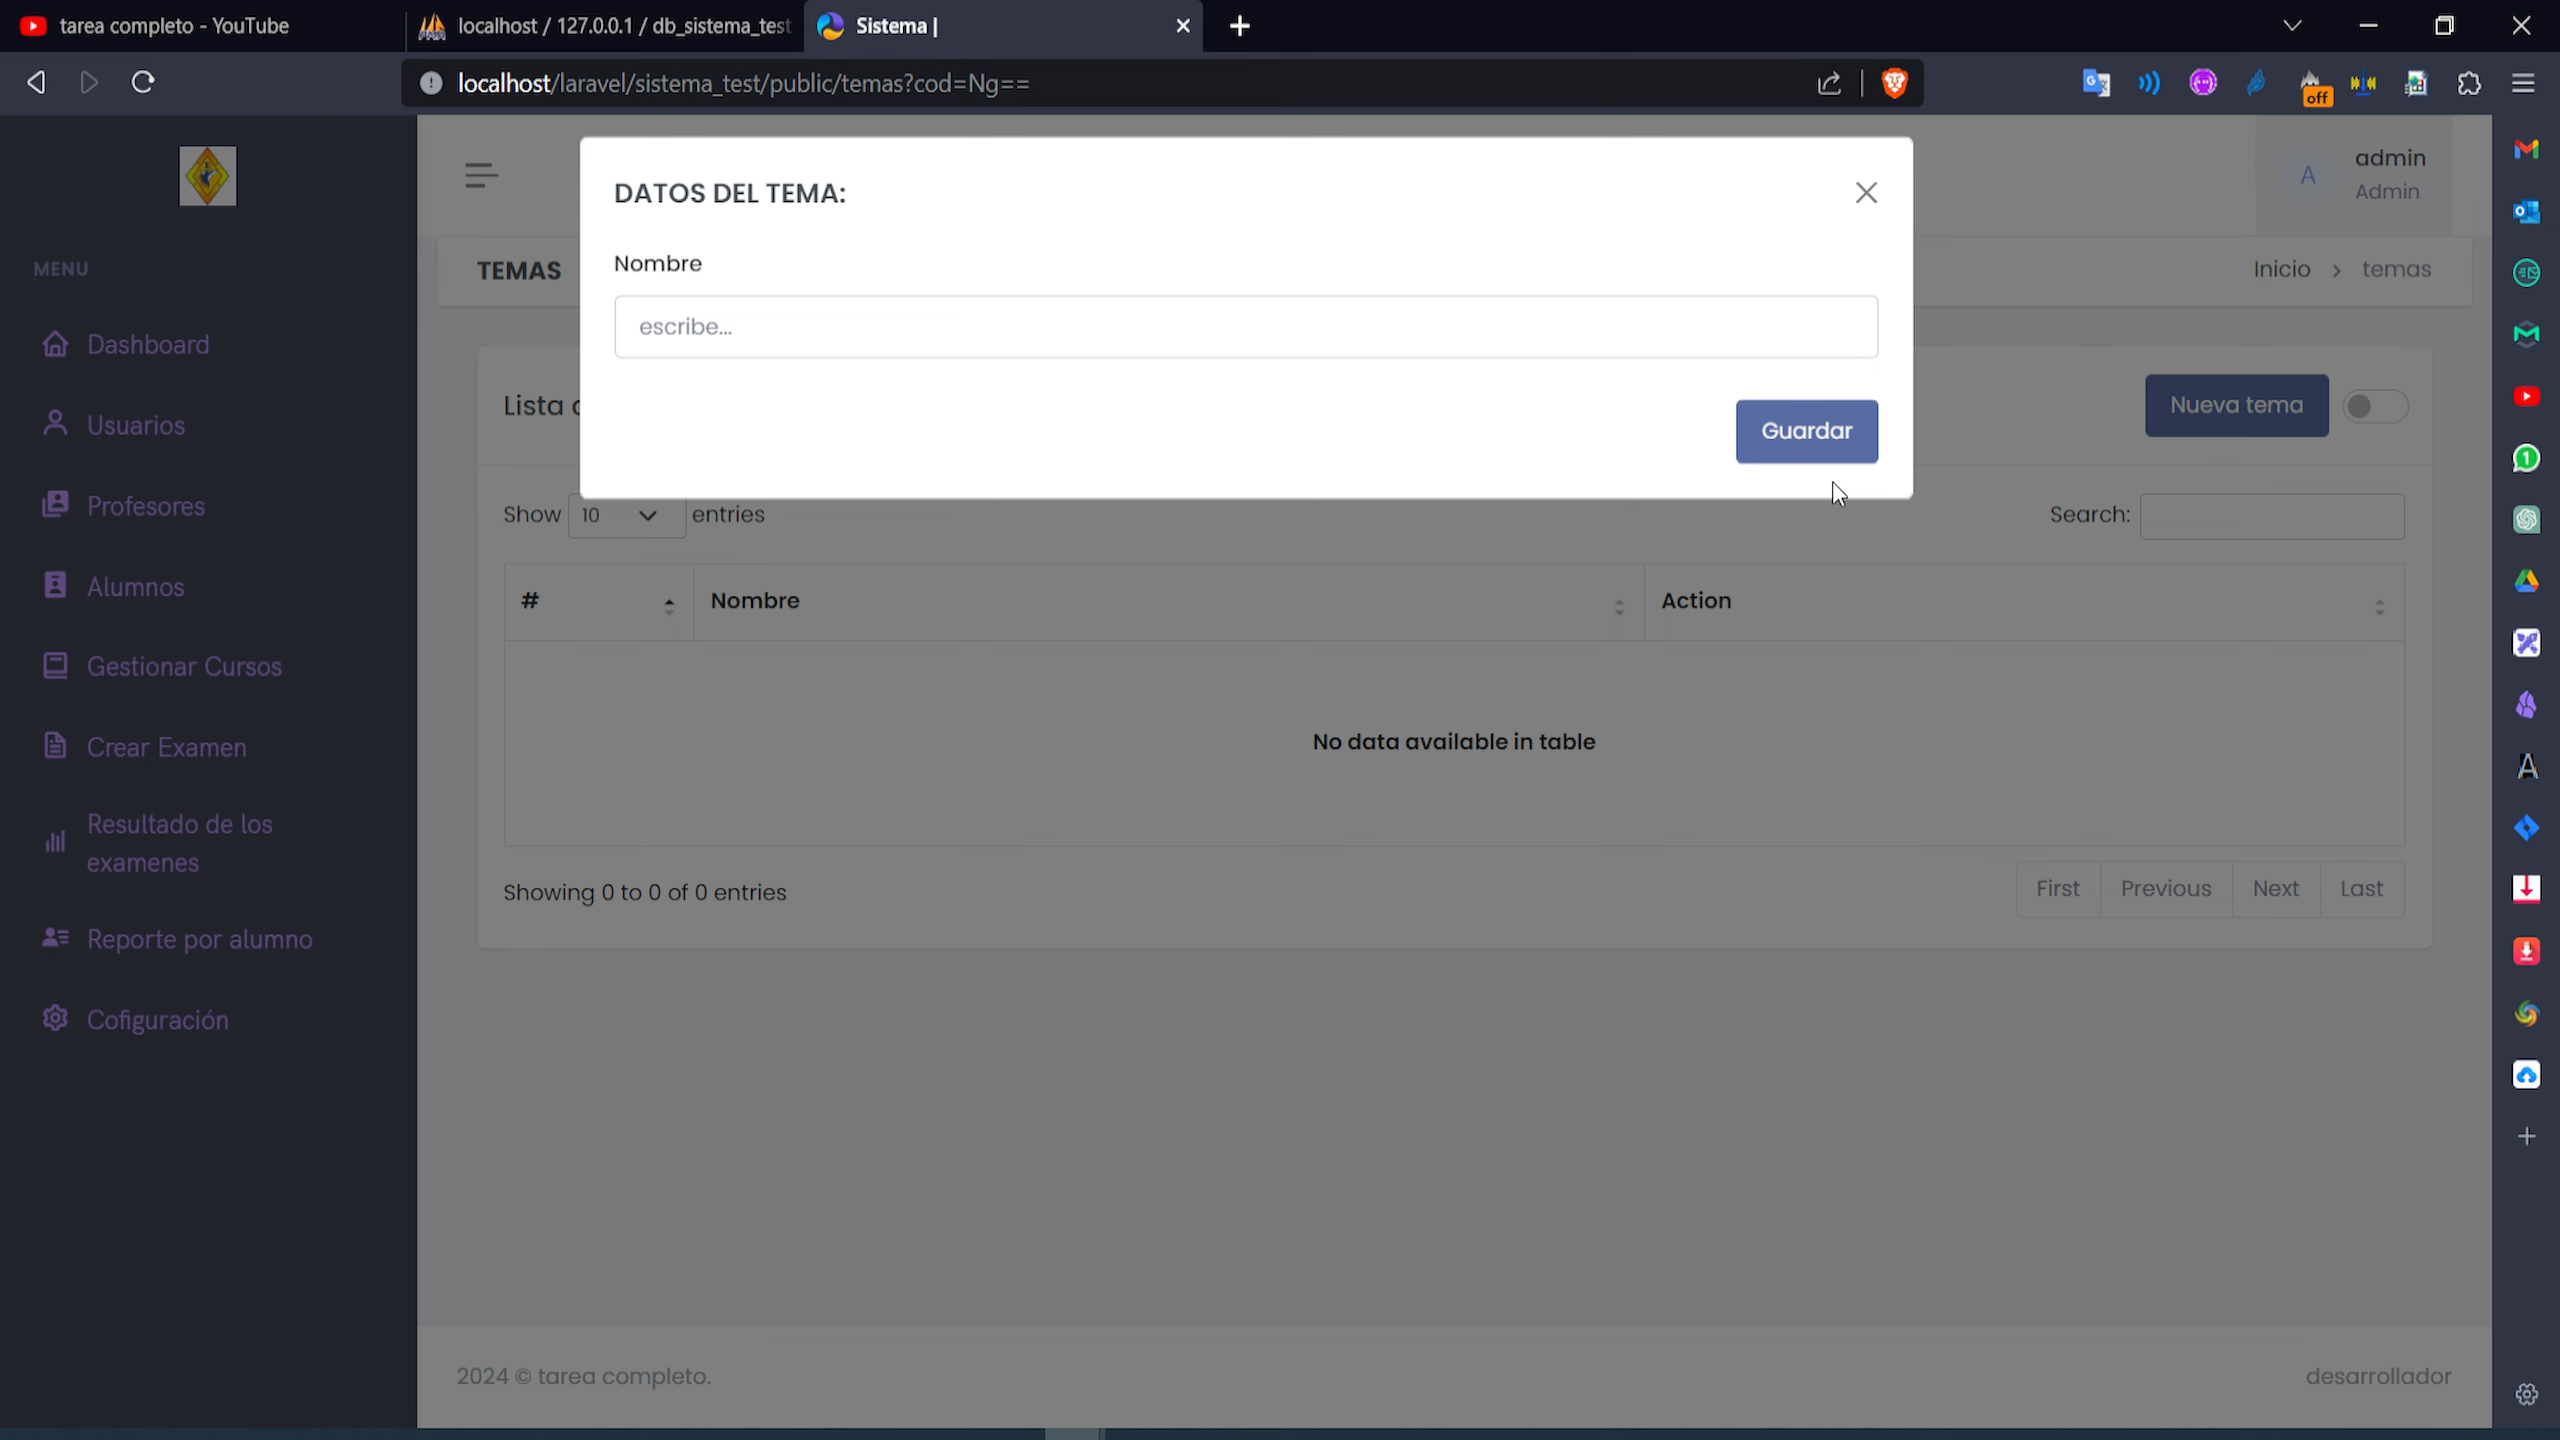 tarea completo - YouTube
localhost / 127.0.0.1 / db_sistema_test
Sistema |
localhost/laravel/sistema_test/public/temas?cod=Ng==
off
admin
A
Admin
DATOS DEL TEMA:
MENU
Nombre
TEMAS
Inicio > temas
escribe...
Dashboard
Lista
Nueva tema
Guardar
Usuarios
Profesores
Show 10 entries
Search:
Alumnos
# Nombre Action
Gestionar Cursos
Crear Examen
No data available in table
Resultado de los
examenes
Showing 0 to 0 of 0 entries
First Previous Next Last
Reporte por alumno
Cofiguración
2024 © tarea completo.
desarrollador